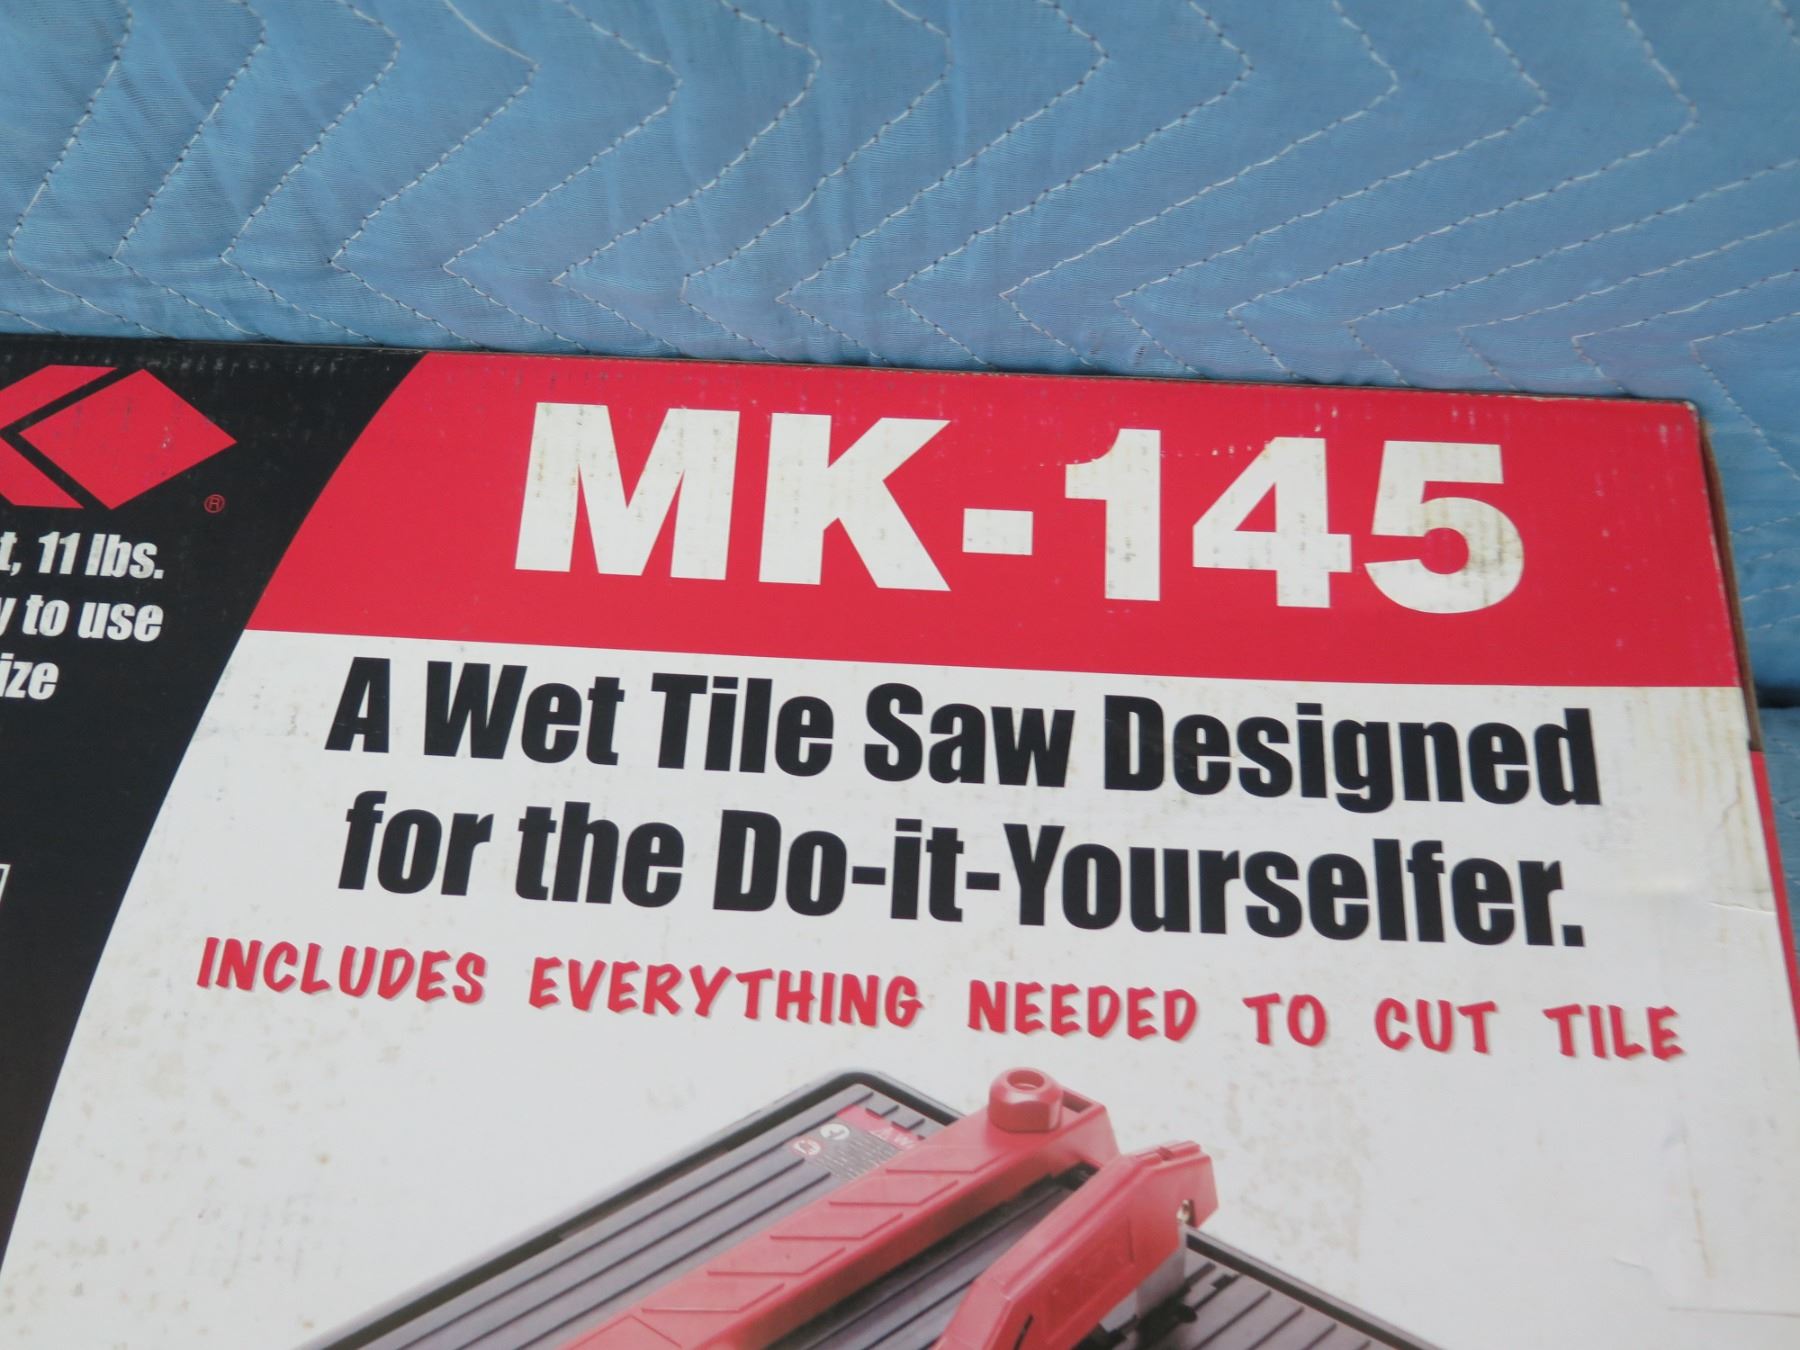 MK-145
®
, 11 lbs.
to use
A Wet Tile Saw Designed
for the Do-it-Yourselfer.
INCLUDES EVERYTHING NEEDED TO CUT TILE